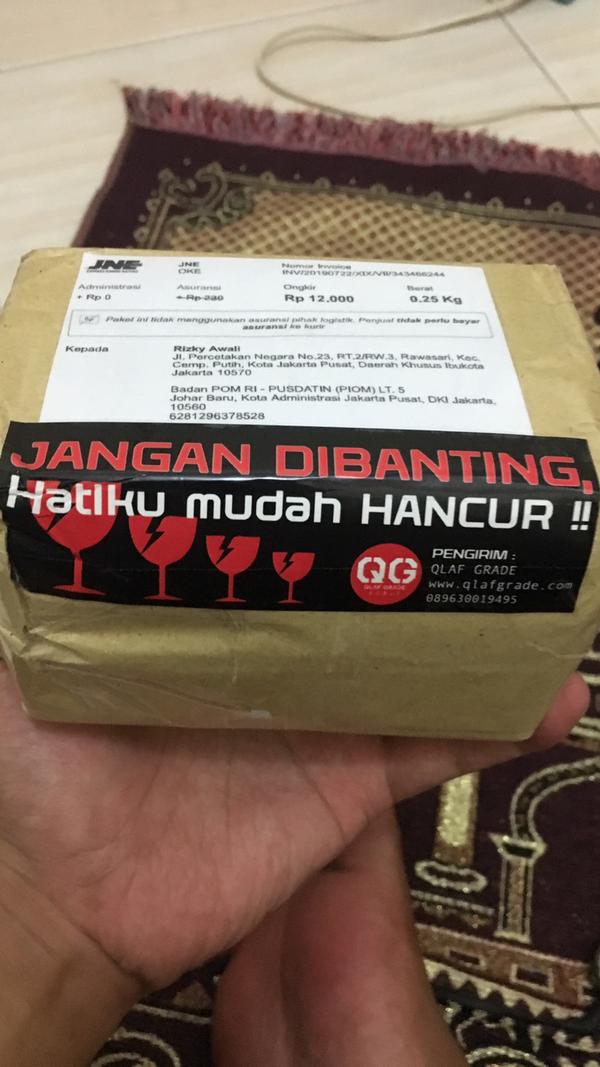 JNE
JNE
OKE
Nomor Invoice
INV/20190722/XIX/VII/343466244
Administrasi
+ Rp 0
Asuransi
+ Rp 230
Ongkir
Rp 12.000
Berat
0,25 Kg
Paket ini tidak menggunakan asuransi pihak logistik. Penjual tidak perlu bayar
asuransi ke kurir
Kepada
Rizky Awali
Jl. Percetakan Negara No.23, RT.2/RW.3, Rawasari, Kec.
Cemp. Putih, Kota Jakarta Pusat, Daerah Khusus Ibukota
Jakarta 10570
Badan POM RI - PUSDATIN (PIOM) LT. 5
Johar Baru, Kota Administrasi Jakarta Pusat, DKI Jakarta,
10560
6281296378528
JANGAN DIBANTING,
Hatiku mudah HANCUR !!
QG
QLAF GRADE
PENGIRIM :
QLAF GRADE
www.qlafgrade.com
089630019495